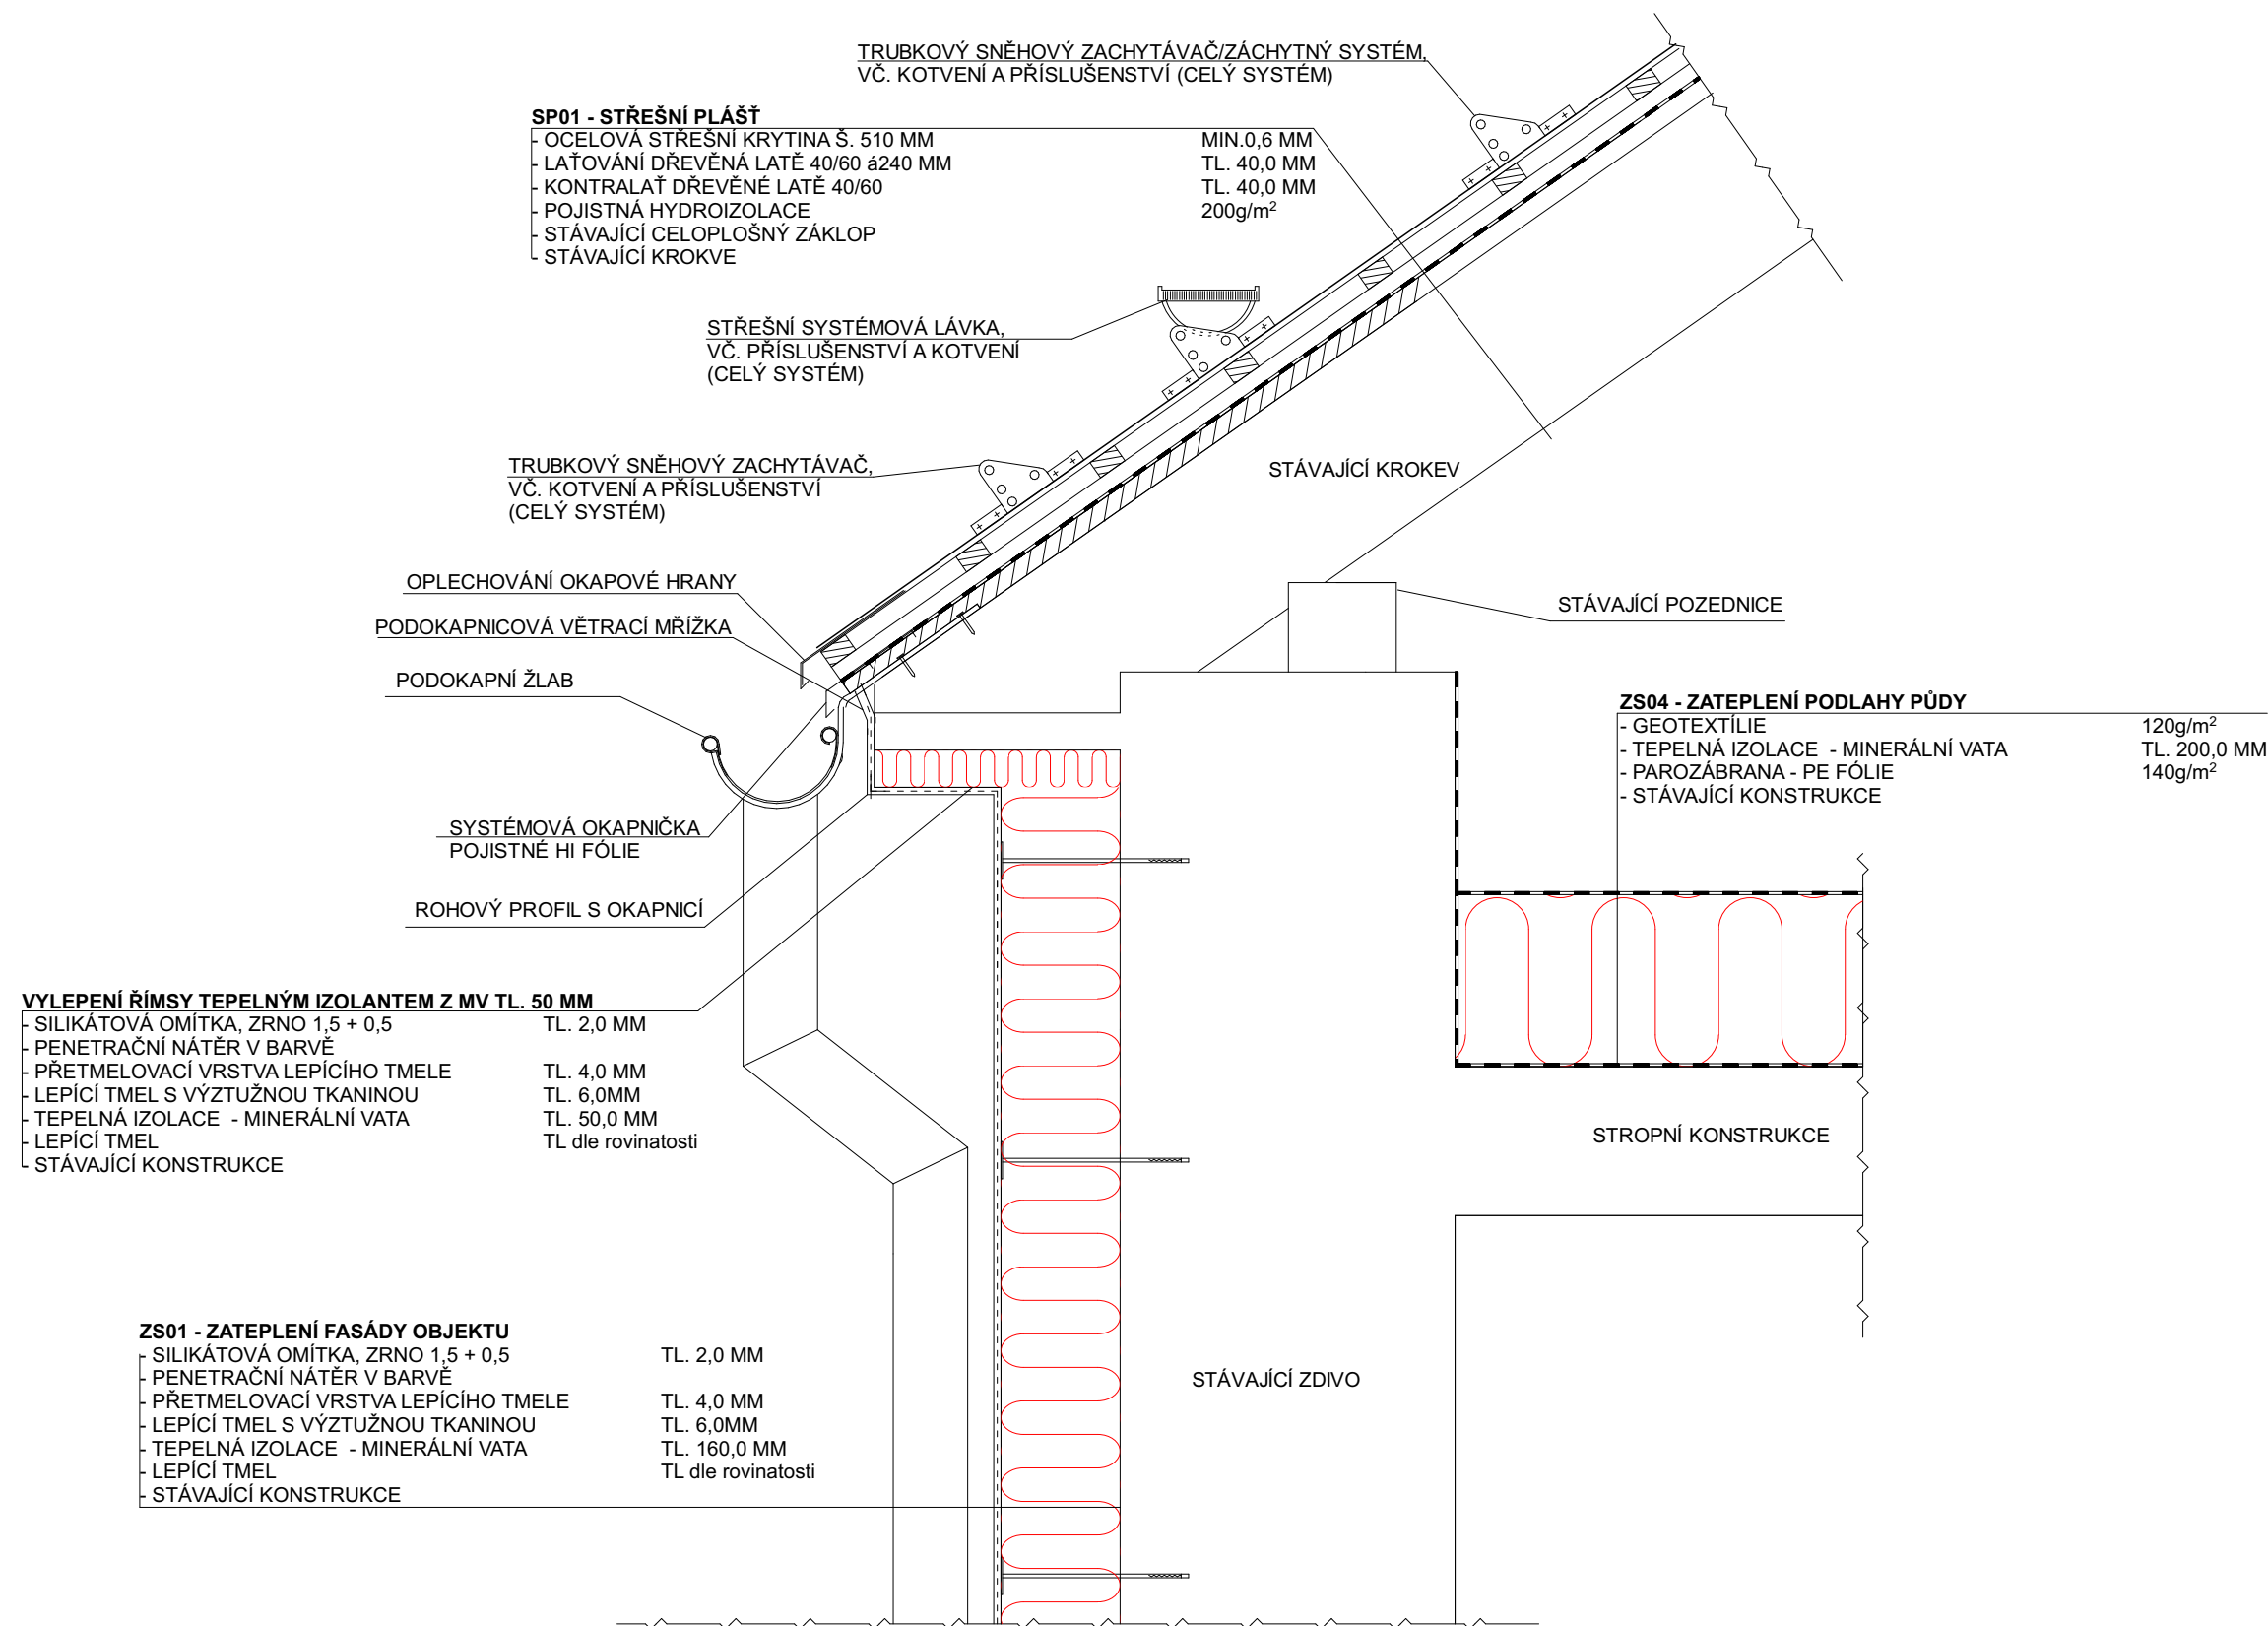 TRUBKOVÝ SNĚHOVÝ ZACHYTÁVAČ/ZÁCHYTNÝ SYSTÉM,
VČ. KOTVENÍ A PŘÍSLUŠENSTVÍ (CELÝ SYSTÉM)
SP01 - STŘEŠNÍ PLÁŠŤ
- OCELOVÁ STŘEŠNÍ KRYTINA Š. 510 MM MIN.0,6 MM
- LAŤOVÁNÍ DŘEVĚNÁ LATĚ 40/60 á240 MM TL. 40,0 MM
- KONTRALAŤ DŘEVĚNÉ LATĚ 40/60 TL. 40,0 MM
- POJISTNÁ HYDROIZOLACE 200g/m²
- STÁVAJÍCÍ CELOPLOŠNÝ ZÁKLOP
- STÁVAJÍCÍ KROKVE
STŘEŠNÍ SYSTÉMOVÁ LÁVKA,
VČ. PŘÍSLUŠENSTVÍ A KOTVENÍ
(CELÝ SYSTÉM)
TRUBKOVÝ SNĚHOVÝ ZACHYTÁVAČ,
VČ. KOTVENÍ A PŘÍSLUŠENSTVÍ
(CELÝ SYSTÉM)
STÁVAJÍCÍ KROKEV
OPLECHOVÁNÍ OKAPOVÉ HRANY
PODOKAPNICOVÁ VĚTRACÍ MŘÍŽKA
PODOKAPNÍ ŽLAB
STÁVAJÍCÍ POZEDNICE
ZS04 - ZATEPLENÍ PODLAHY PŮDY
- GEOTEXTÍLIE 120g/m²
- TEPELNÁ IZOLACE - MINERÁLNÍ VATA TL. 200,0 MM
- PAROZÁBRANA - PE FÓLIE 140g/m²
- STÁVAJÍCÍ KONSTRUKCE
SYSTÉMOVÁ OKAPNIČKA
POJISTNÉ HI FÓLIE
ROHOVÝ PROFIL S OKAPNICÍ
VYLEPENÍ ŘÍMSY TEPELNÝM IZOLANTEM Z MV TL. 50 MM
- SILIKÁTOVÁ OMÍTKA, ZRNO 1,5 + 0,5 TL. 2,0 MM
- PENETRAČNÍ NÁTĚR V BARVĚ
- PŘETMELOVACÍ VRSTVA LEPÍCÍHO TMELE TL. 4,0 MM
- LEPÍCÍ TMEL S VÝZTUŽNOU TKANINOU TL. 6,0MM
- TEPELNÁ IZOLACE - MINERÁLNÍ VATA TL. 50,0 MM
- LEPÍCÍ TMEL TL dle rovinatosti
- STÁVAJÍCÍ KONSTRUKCE
STROPNÍ KONSTRUKCE
ZS01 - ZATEPLENÍ FASÁDY OBJEKTU
- SILIKÁTOVÁ OMÍTKA, ZRNO 1,5 + 0,5 TL. 2,0 MM
- PENETRAČNÍ NÁTĚR V BARVĚ
- PŘETMELOVACÍ VRSTVA LEPÍCÍHO TMELE TL. 4,0 MM
- LEPÍCÍ TMEL S VÝZTUŽNOU TKANINOU TL. 6,0MM
- TEPELNÁ IZOLACE - MINERÁLNÍ VATA TL. 160,0 MM
- LEPÍCÍ TMEL TL dle rovinatosti
- STÁVAJÍCÍ KONSTRUKCE
STÁVAJÍCÍ ZDIVO